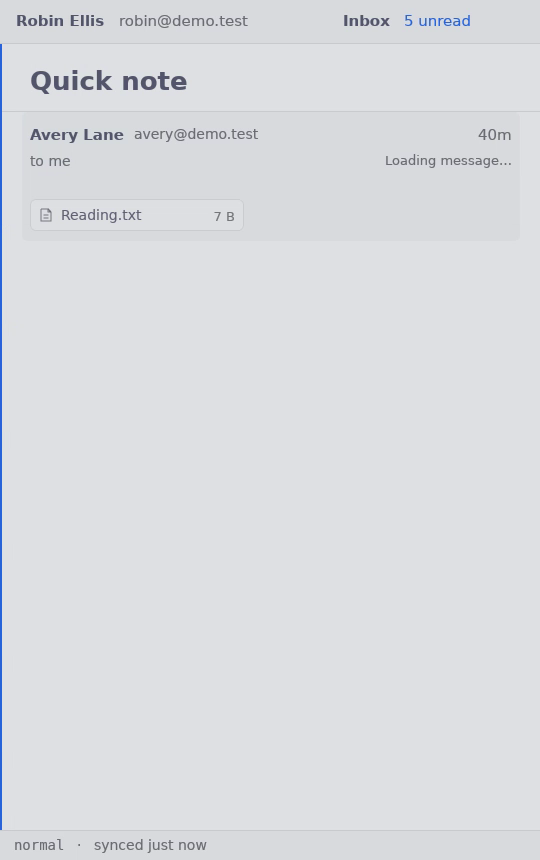 Robin Ellis robin@demo.test Inbox 5 unread
Quick note
Avery Lane avery@demo.test 40m
to me Loading message...
Reading.txt 7 B
normal · synced just now